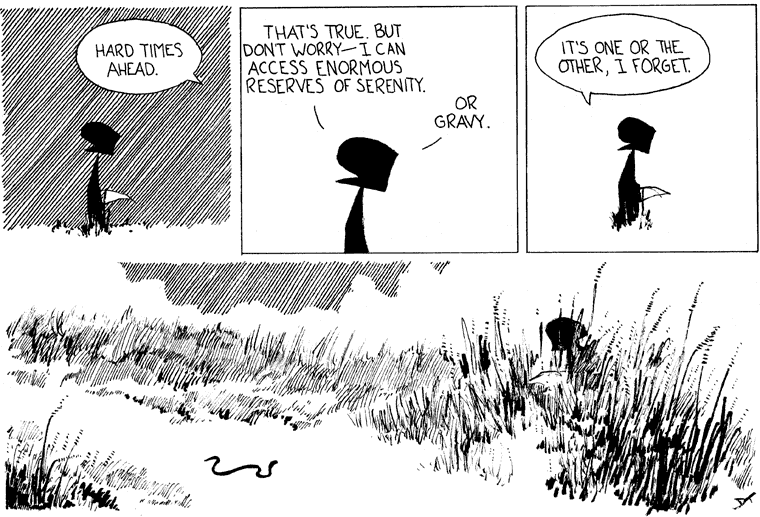 HARD TIMES
AHEAD.
THAT'S TRUE. BUT
DON'T WORRY—I CAN
ACCESS ENORMOUS
RESERVES OF SERENITY.
OR
GRAVY.
IT'S ONE OR THE
OTHER, I FORGET.